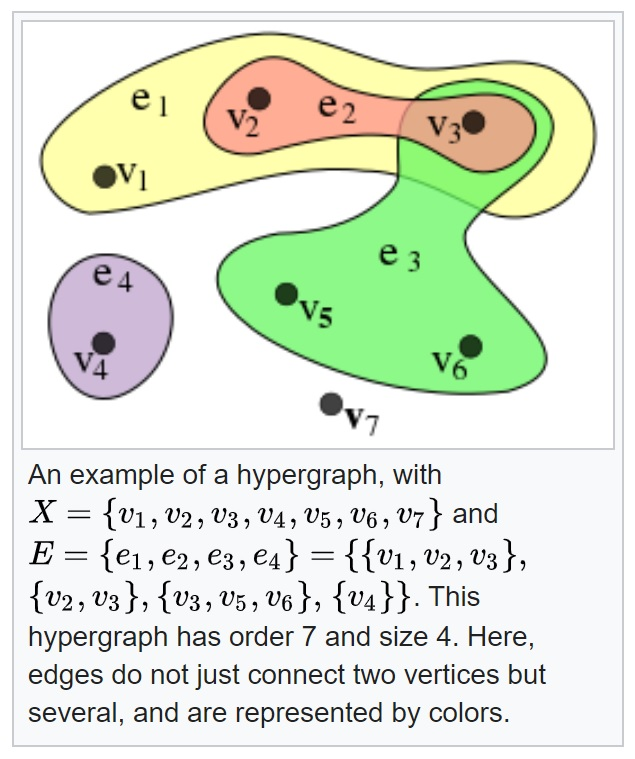 e1
v2
e2
v3
v1
e3
e4
v5
v4
v6
v7
An example of a hypergraph, with
X = {v1, v2, v3, v4, v5, v6, v7} and
E = {e1, e2, e3, e4} = {{v1, v2, v3},
{v2, v3}, {v3, v5, v6}, {v4}}. This
hypergraph has order 7 and size 4. Here,
edges do not just connect two vertices but
several, and are represented by colors.